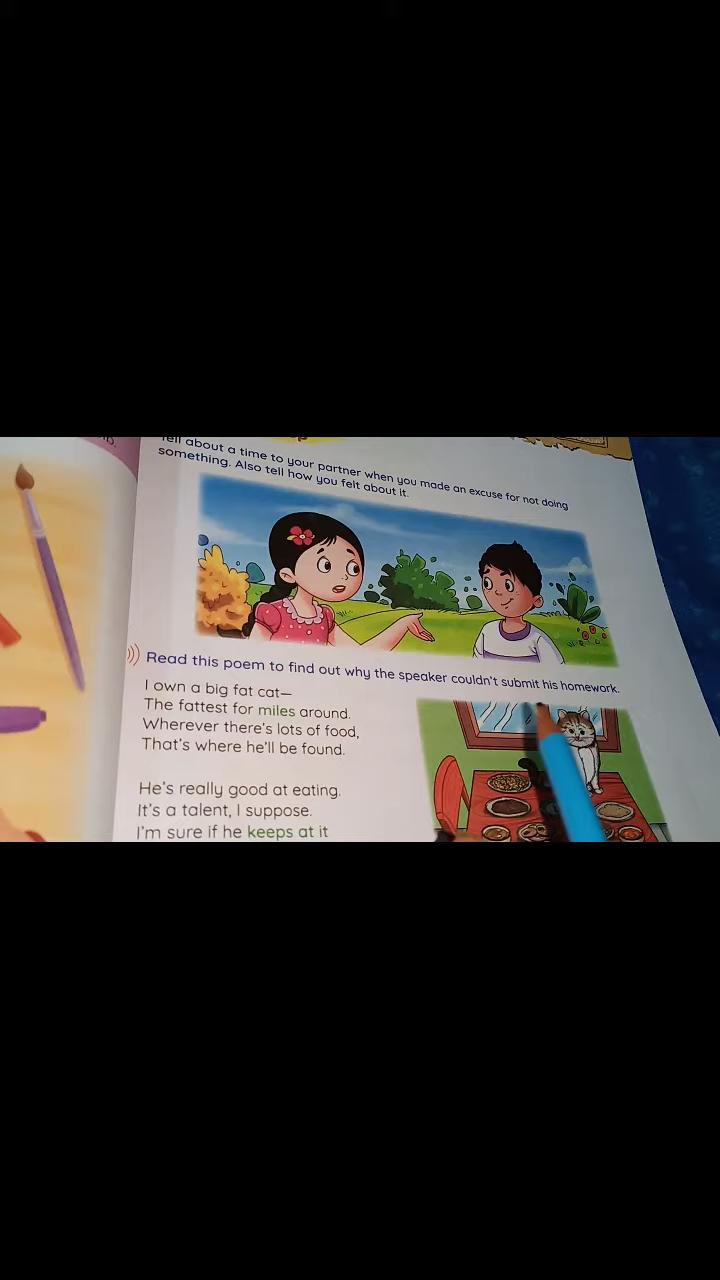 Tell about a time to your partner when you made an excuse for not doing
something. Also tell how you felt about it.
Read this poem to find out why the speaker couldn't submit his homework.
I own a big fat cat—
The fattest for miles around.
Wherever there's lots of food,
That's where he'll be found.
He's really good at eating.
It's a talent, I suppose.
I'm sure if he keeps at it